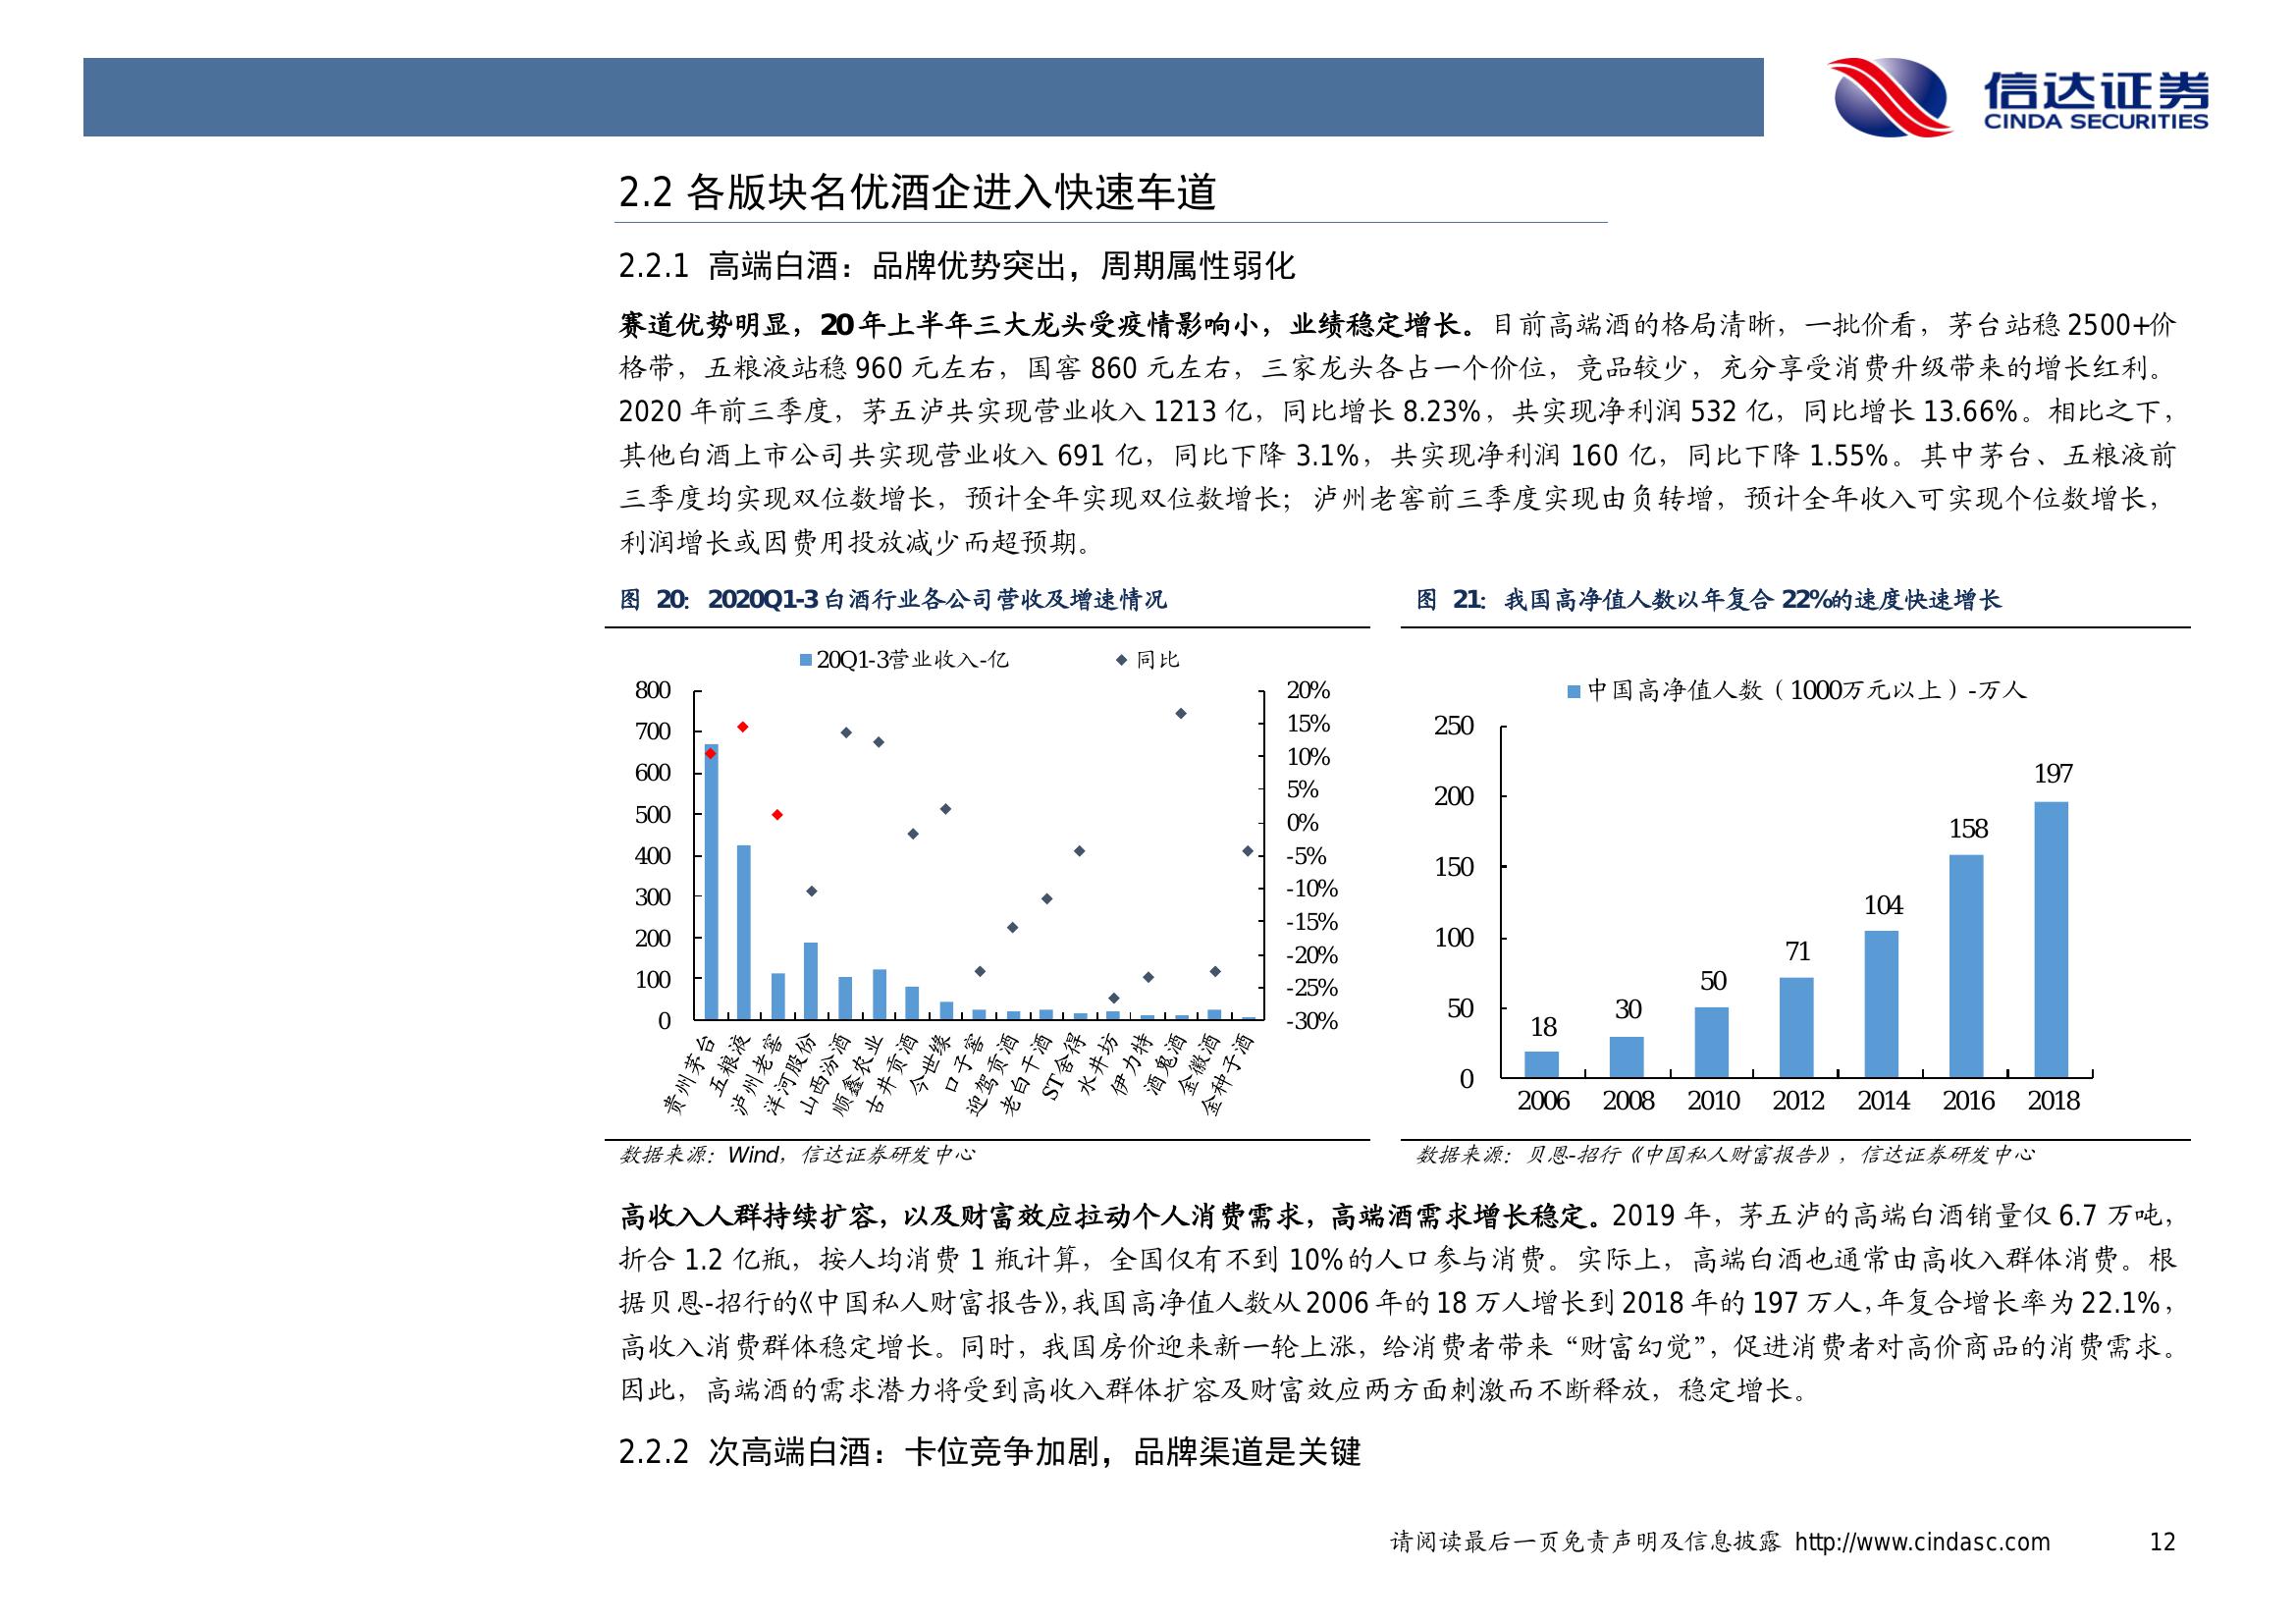 信达证券
CINDA SECURITIES
2.2 各版块名优酒企进入快速车道
2.2.1 高端白酒：品牌优势突出，周期属性弱化
赛道优势明显，20年上半年三大龙头受疫情影响小，业绩稳定增长。目前高端酒的格局清晰，一批价看，茅台站稳 2500+价
格带，五粮液站稳 960 元左右，国窖 860 元左右，三家龙头各占一个价位，竞品较少，充分享受消费升级带来的增长红利。
2020 年前三季度，茅五泸共实现营业收入 1213 亿，同比增长 8.23%，共实现净利润 532 亿，同比增长 13.66%。相比之下，
其他白酒上市公司共实现营业收入 691 亿，同比下降 3.1%，共实现净利润 160 亿，同比下降 1.55%。其中茅台、五粮液前
三季度均实现双位数增长，预计全年实现双位数增长；泸州老窖前三季度实现由负转增，预计全年收入可实现个位数增长，
利润增长或因费用投放减少而超预期。
图 20：2020Q1-3 白酒行业各公司营收及增速情况
20Q1-3营业收入-亿 同比
800
700
600
500
400
300
200
100
0
20%
15%
10%
5%
0%
-5%
-10%
-15%
-20%
-25%
-30%
贵州茅台
五粮液
泸州老窖
洋河股份
山西汾酒
顺鑫农业
古井贡酒
今世缘
口子窖
迎驾贡酒
老白干酒
ST舍得
水井坊
伊力特
酒鬼酒
金徽酒
金种子酒
数据来源：Wind，信达证券研发中心
图 21：我国高净值人数以年复合 22%的速度快速增长
中国高净值人数（1000万元以上）-万人
250
200
150
100
50
0
18
30
50
71
104
158
197
2006 2008 2010 2012 2014 2016 2018
数据来源：贝恩-招行《中国私人财富报告》，信达证券研发中心
高收入人群持续扩容，以及财富效应拉动个人消费需求，高端酒需求增长稳定。2019 年，茅五泸的高端白酒销量仅 6.7 万吨，
折合 1.2 亿瓶，按人均消费 1 瓶计算，全国仅有不到 10%的人口参与消费。实际上，高端白酒也通常由高收入群体消费。根
据贝恩-招行的《中国私人财富报告》，我国高净值人数从 2006 年的 18 万人增长到 2018 年的 197 万人，年复合增长率为 22.1%，
高收入消费群体稳定增长。同时，我国房价迎来新一轮上涨，给消费者带来“财富幻觉”，促进消费者对高价商品的消费需求。
因此，高端酒的需求潜力将受到高收入群体扩容及财富效应两方面刺激而不断释放，稳定增长。
2.2.2 次高端白酒：卡位竞争加剧，品牌渠道是关键
请阅读最后一页免责声明及信息披露 http://www.cindasc.com 12